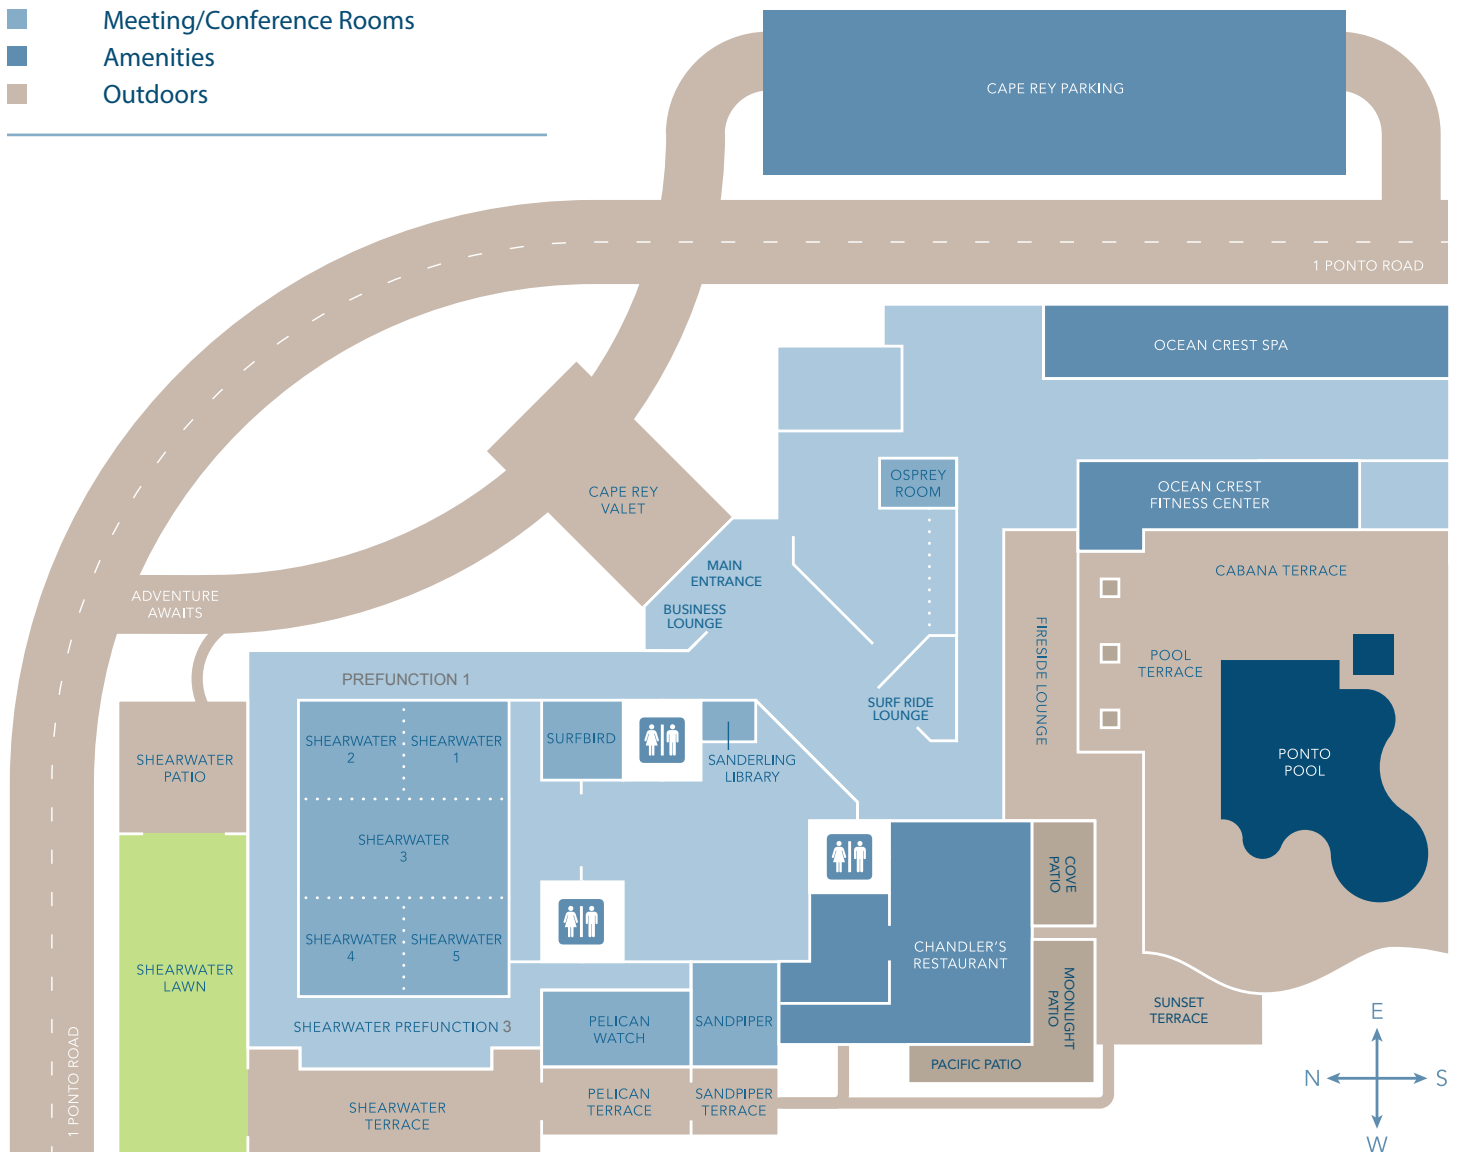 Meeting/Conference Rooms
Amenities
Outdoors
CAPE REY PARKING
1 PONTO ROAD
OCEAN CREST SPA
OSPREY
ROOM
OCEAN CREST
FITNESS CENTER
CAPE REY
VALET
MAIN
ENTRANCE
BUSINESS
LOUNGE
CABANA TERRACE
ADVENTURE
AWAITS
FIRESIDE LOUNGE
POOL
TERRACE
PREFUNCTION 1
SURF RIDE
LOUNGE
SHEARWATER
2
SHEARWATER
1
SURFBIRD
SANDERLING
LIBRARY
SHEARWATER
PATIO
PONTO
POOL
SHEARWATER
3
COVE
PATIO
SHEARWATER
4
SHEARWATER
5
CHANDLER'S
RESTAURANT
SHEARWATER
LAWN
MOONLIGHT
PATIO
SUNSET
TERRACE
SHEARWATER PREFUNCTION 3
PELICAN
WATCH
SANDPIPER
PACIFIC PATIO
1 PONTO ROAD
SHEARWATER
TERRACE
PELICAN
TERRACE
SANDPIPER
TERRACE
E
N
S
W